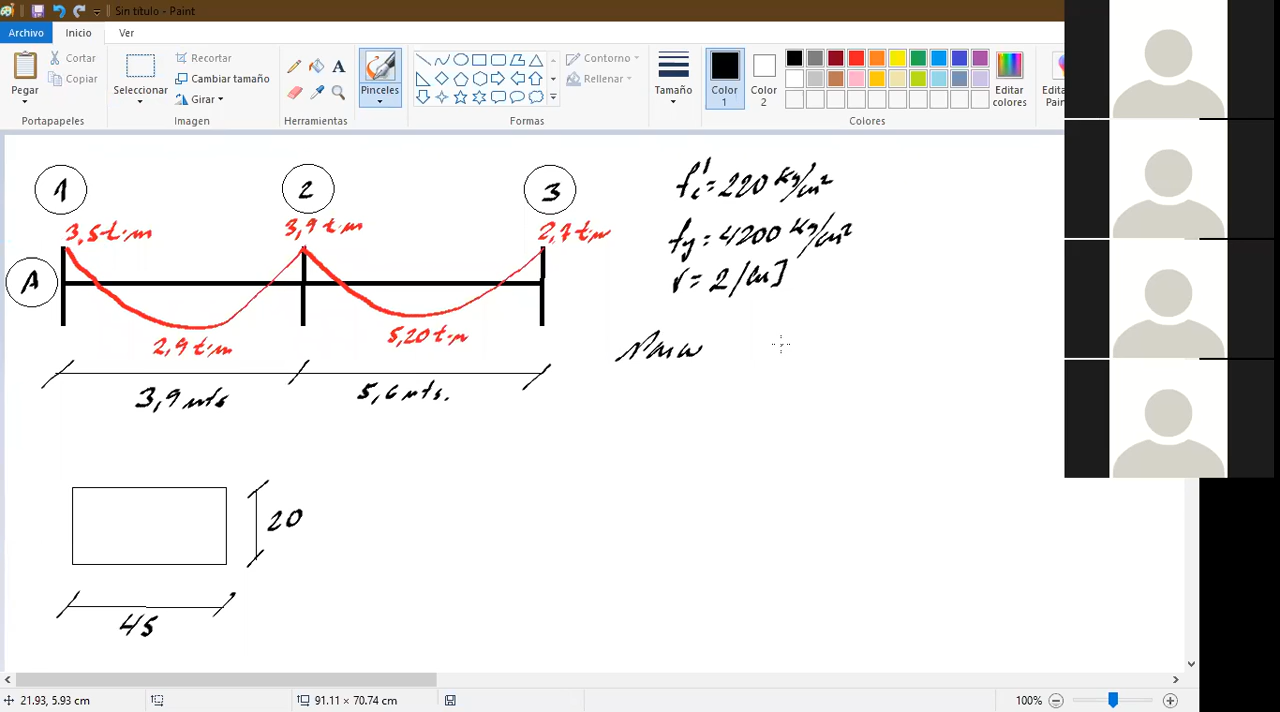 Sin título - Paint
Archivo Inicio Ver
Pegar
Cortar
Copiar
Portapapeles
Seleccionar
Recortar
Cambiar tamaño
Girar
Imagen
A
Herramientas
Pinceles
Contorno
Rellenar
Formas
Tamaño
Color 1
Color 2
Editar colores
Colores
1 2 3
3,5 t·m 3,9 t·m 2,7 t·m
A
2,9 t·m 5,20 t·m
3,9 mts 5,6 mts.
f'c = 220 Kg/cm²
fy = 4200 Kg/cm²
r = 2 [cm]
Para
20
45
21.93, 5.93 cm 91.11 × 70.74 cm 100%